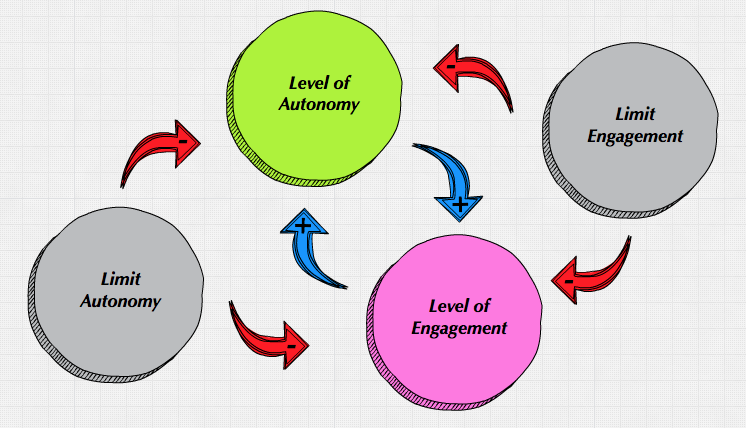 Level of
Autonomy
-
Limit
Engagement
-
+
+
Limit
Autonomy
Level of
Engagement
-
-